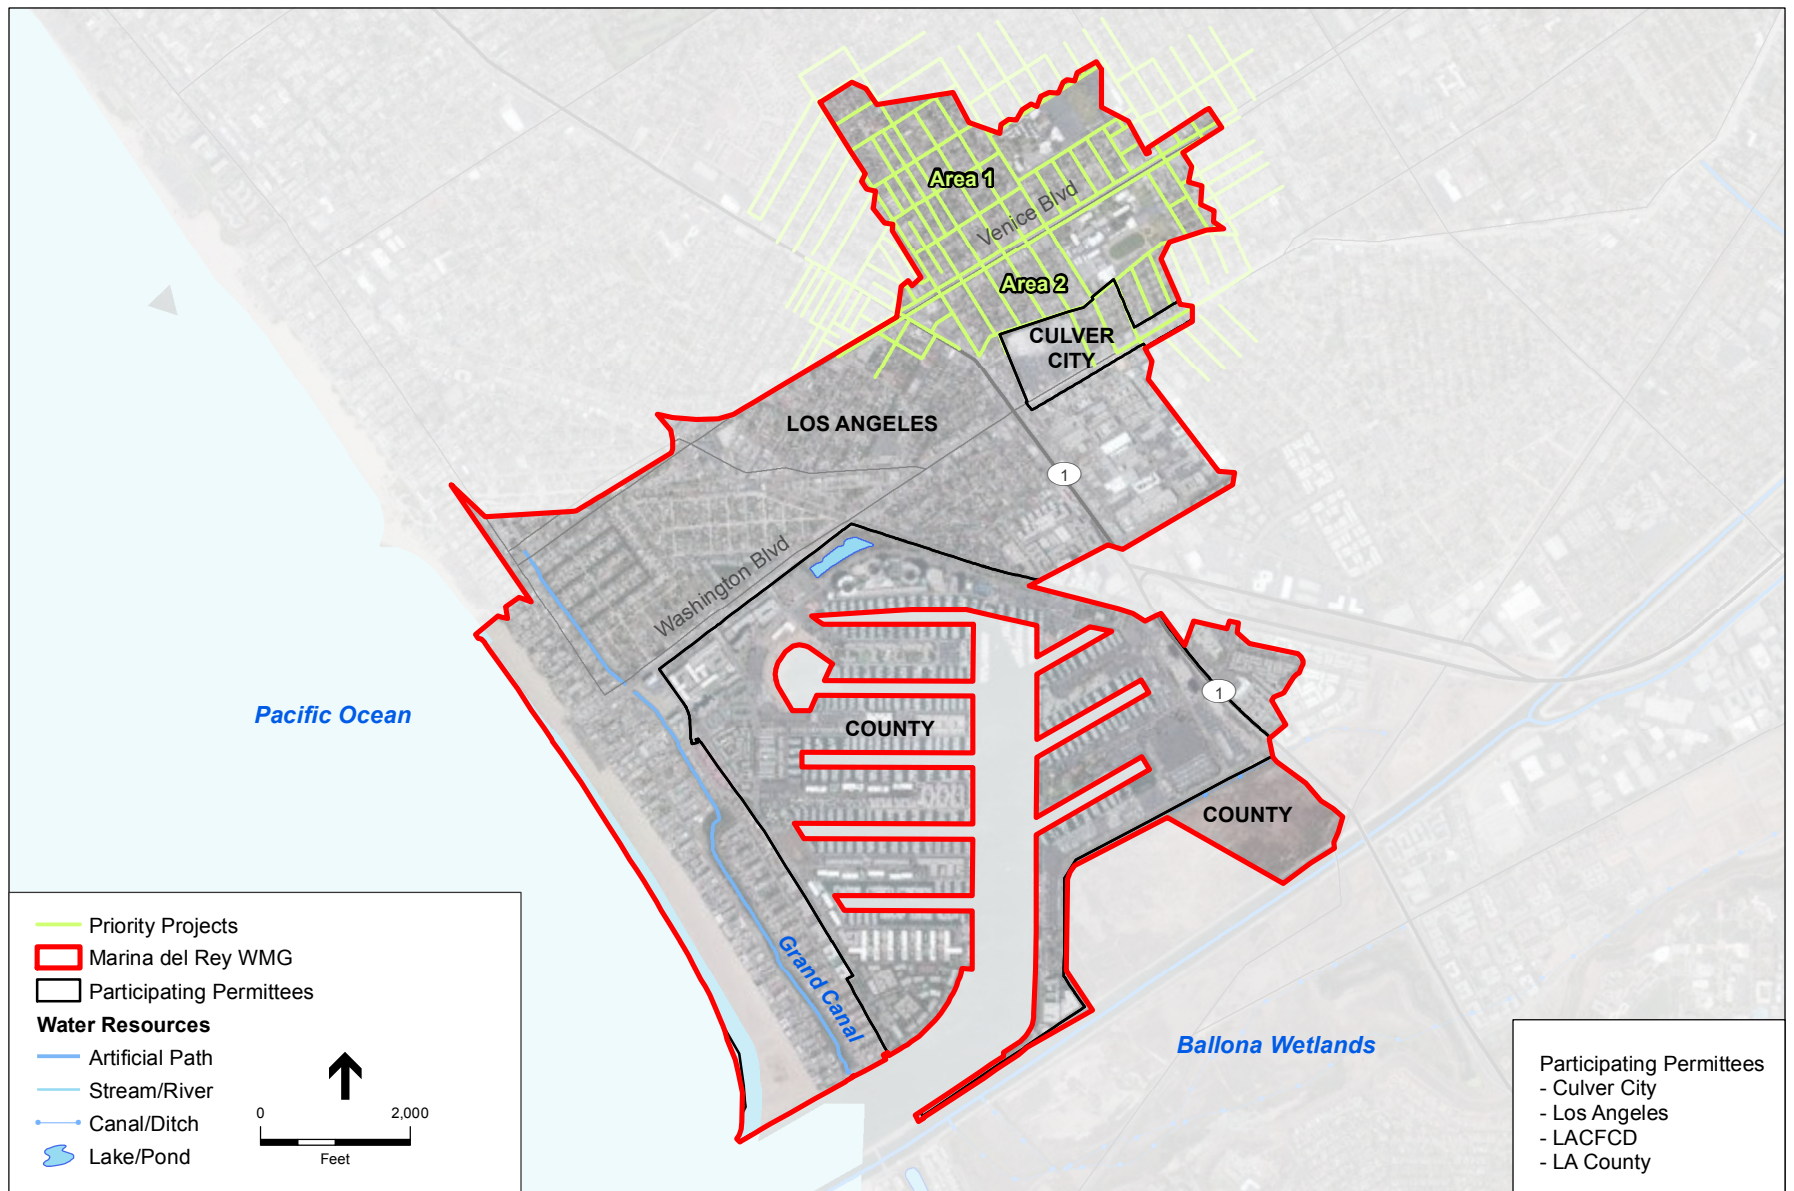 Area 1
Venice Blvd
Area 2
CULVER
CITY
LOS ANGELES
1
Washington Blvd
1
Pacific Ocean
COUNTY
COUNTY
Grand Canal
Ballona Wetlands
Priority Projects
Marina del Rey WMG
Participating Permittees
Water Resources
Artificial Path
Stream/River
Canal/Ditch
Lake/Pond
0 2,000
Feet
Participating Permittees
- Culver City
- Los Angeles
- LACFCD
- LA County